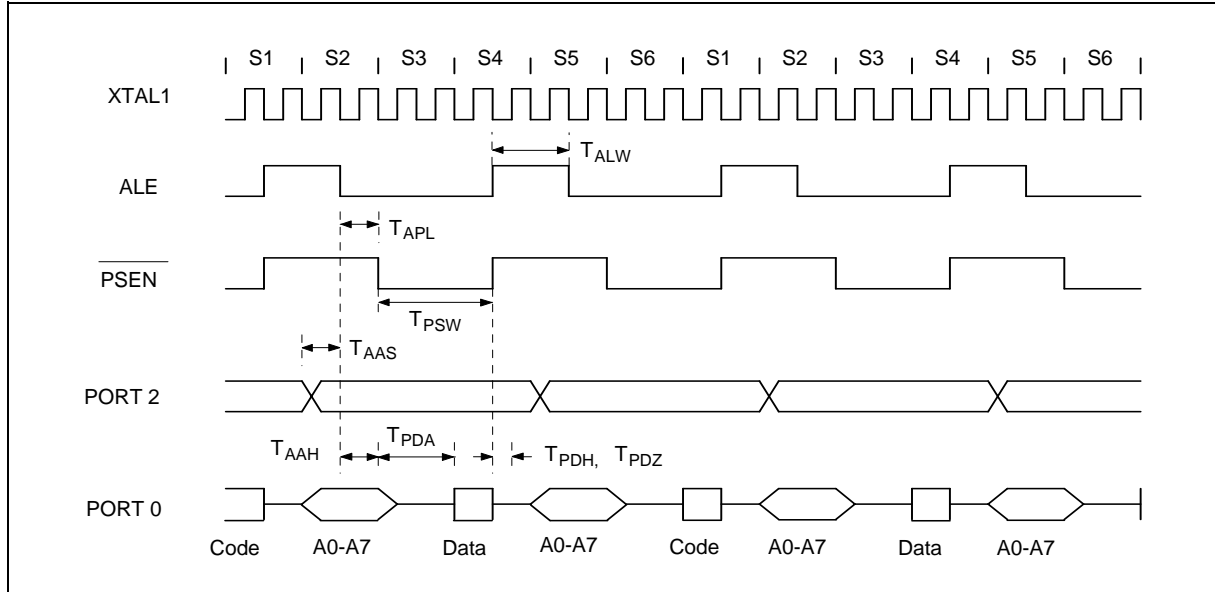 S1 S2 S3 S4 S5 S6 S1 S2 S3 S4 S5 S6
XTAL1
TALW
ALE
TAPL
PSEN
TPSW
TAAS
PORT 2
TAAH TPDA TPDH, TPDZ
PORT 0
Code A0-A7 Data A0-A7 Code A0-A7 Data A0-A7